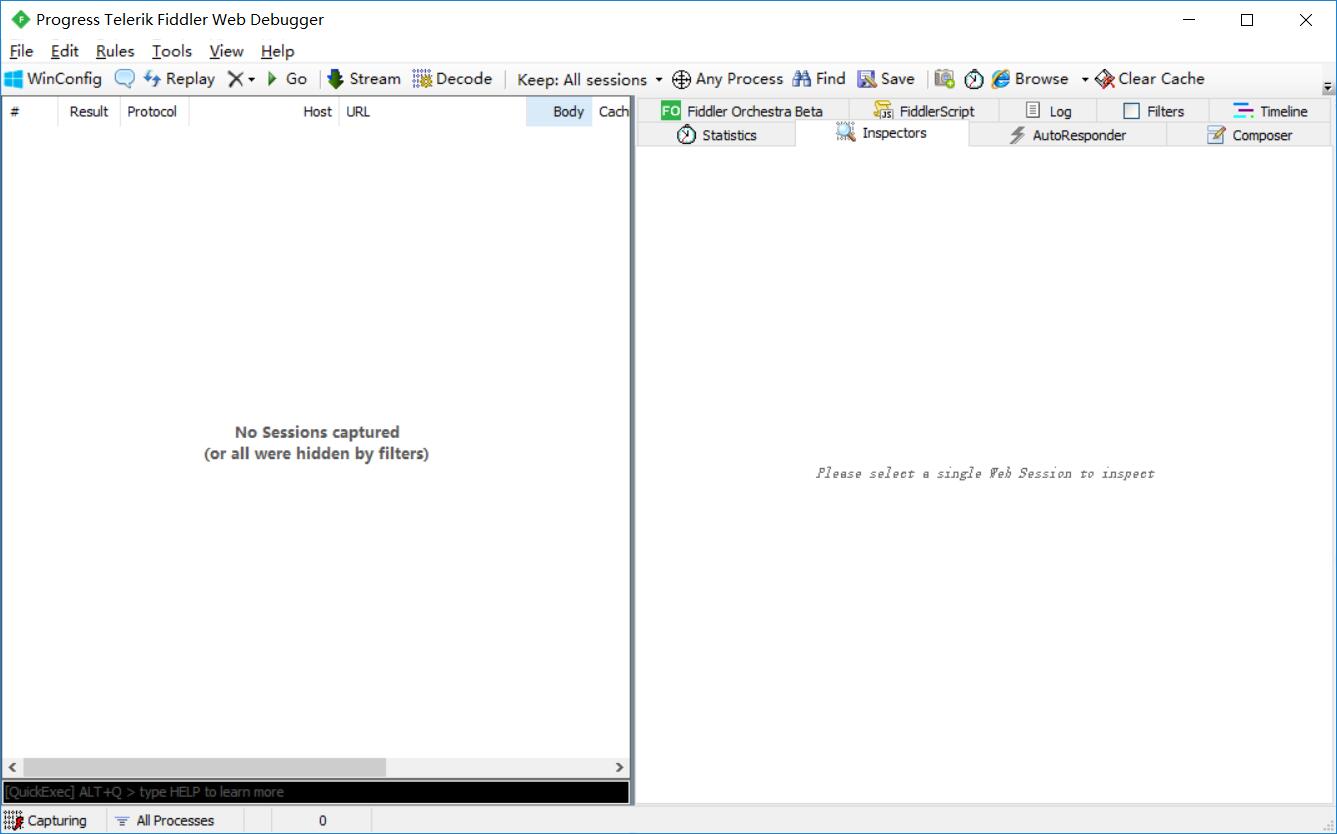 Progress Telerik Fiddler Web Debugger
File Edit Rules Tools View Help
WinConfig Replay Go Stream Decode Keep: All sessions Any Process Find Save Browse Clear Cache
# Result Protocol Host URL Body Cach
FO Fiddler Orchestra Beta FiddlerScript Log Filters Timeline
Statistics Inspectors AutoResponder Composer
No Sessions captured
(or all were hidden by filters)
Please select a single Web Session to inspect
[QuickExec] ALT+Q > type HELP to learn more
Capturing All Processes 0